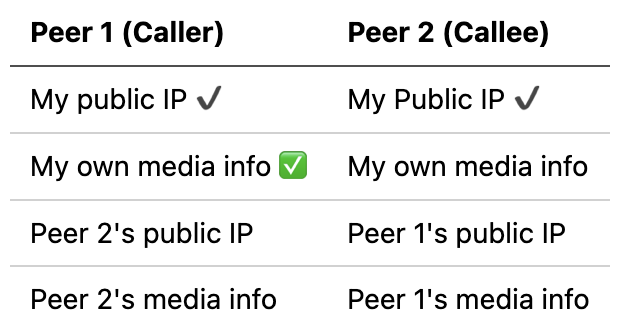 Peer 1 (Caller) Peer 2 (Callee)
My public IP ✔ My Public IP ✔
My own media info ✅ My own media info
Peer 2's public IP Peer 1's public IP
Peer 2's media info Peer 1's media info